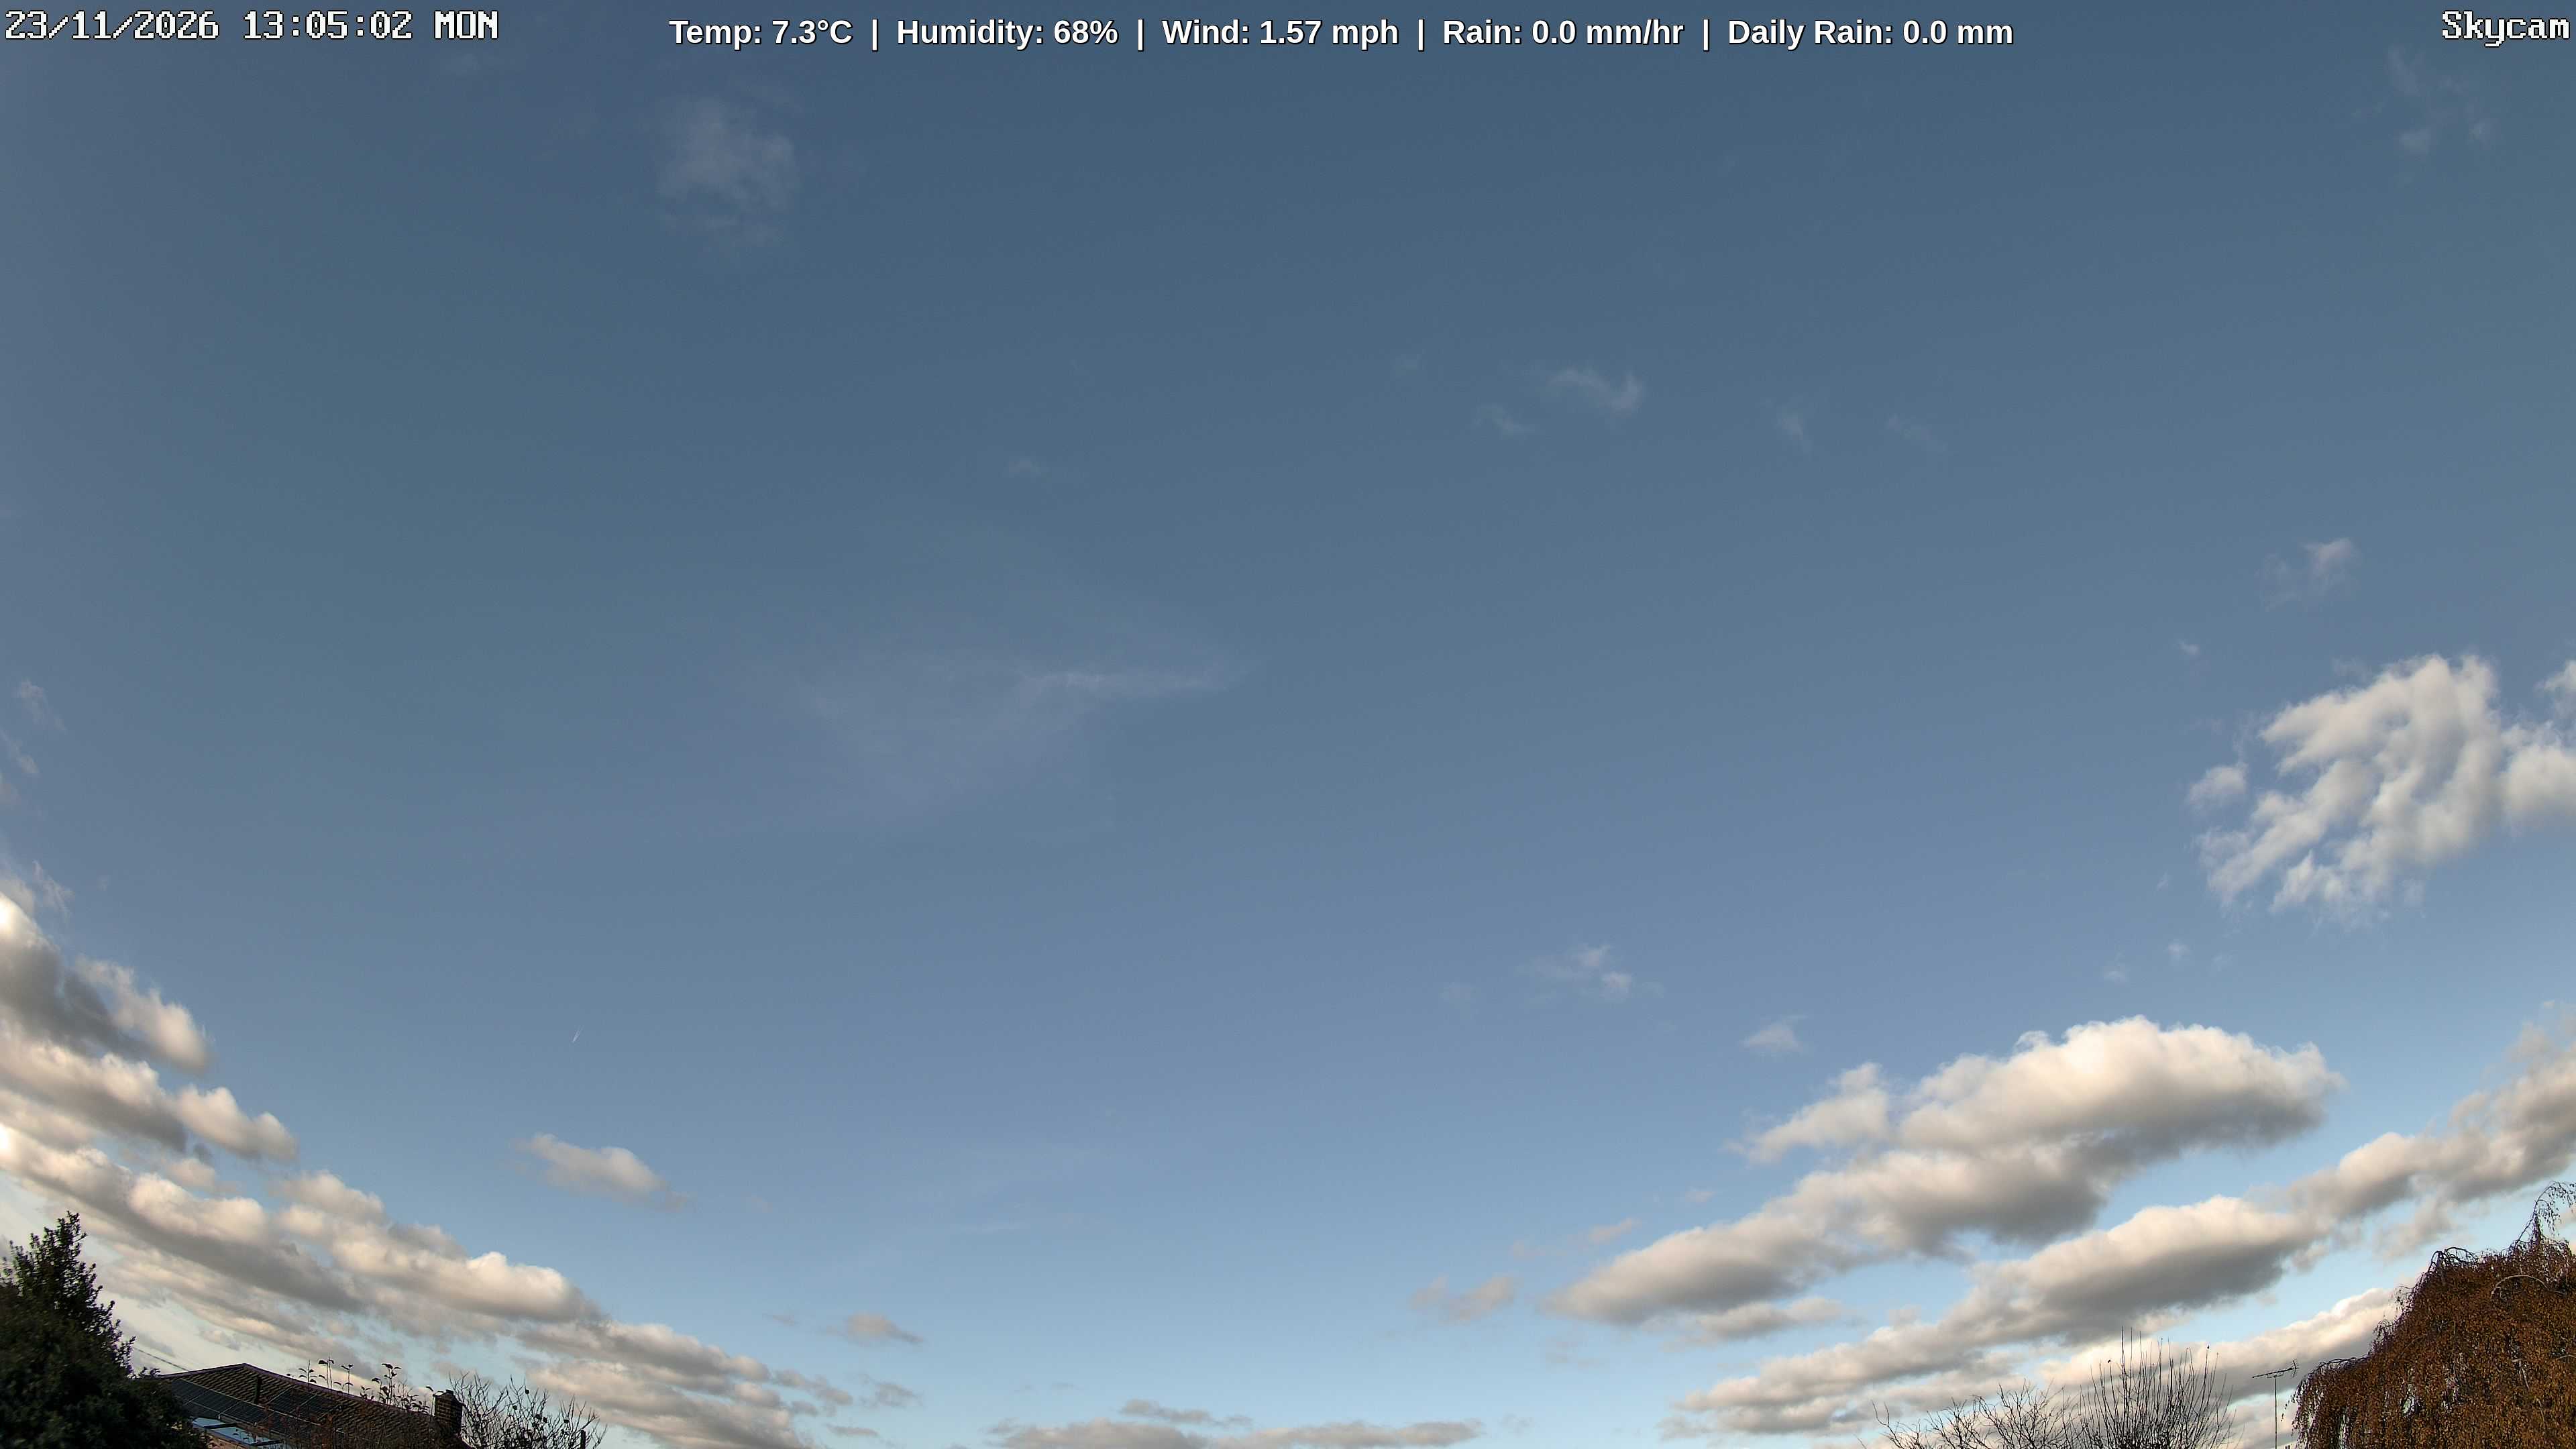 23/11/2026 13:05:02 MON
Temp: 7.3°C | Humidity: 68% | Wind: 1.57 mph | Rain: 0.0 mm/hr | Daily Rain: 0.0 mm
Skycam